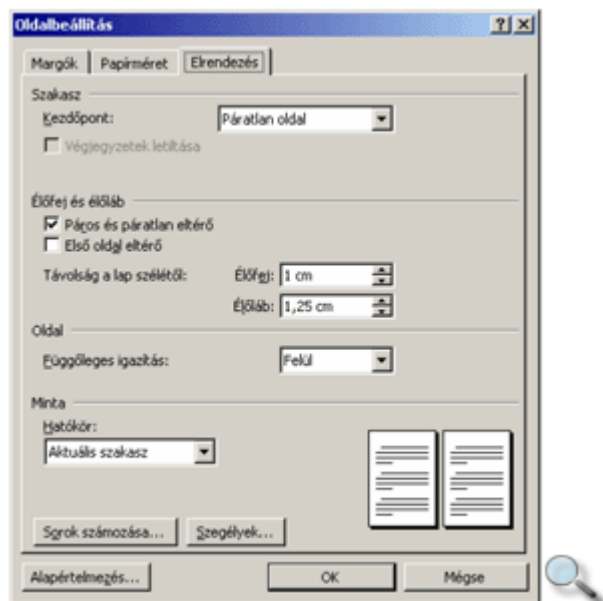 Oldalbeállítás
Margók Papírméret Elrendezés
Szakasz
Kezdőpont: Páratlan oldal
Végjegyzetek letiltása
Élőfej és élőláb
Páros és páratlan eltérő
Első oldal eltérő
Távolság a lap szélétől: Élőfej: 1 cm
Élőláb: 1,25 cm
Oldal
Függőleges igazítás: Felül
Minta
Hatókör:
Aktuális szakasz
Sorok számozása... Szegélyek...
Alapértelmezés... OK Mégse